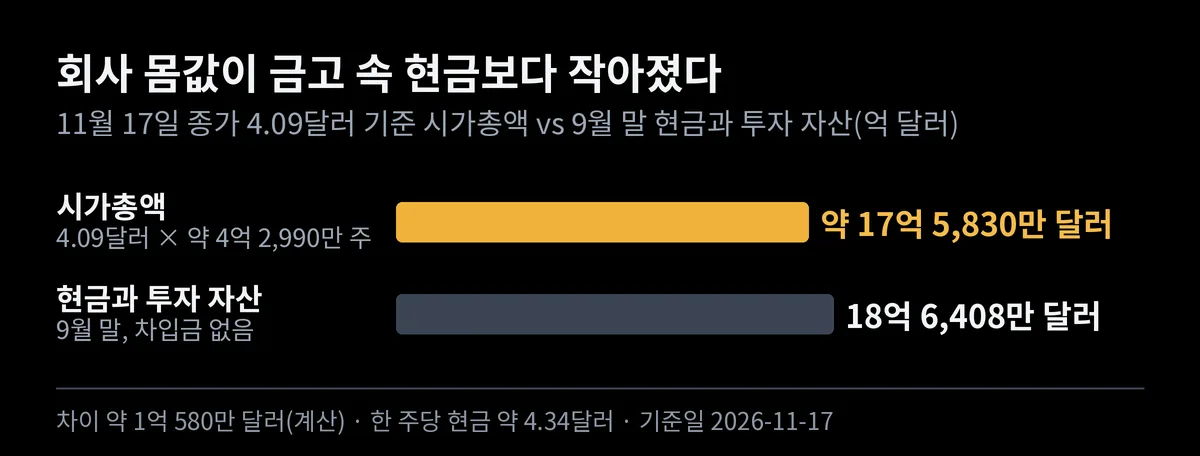 회사 몸값이 금고 속 현금보다 작아졌다
11월 17일 종가 4.09달러 기준 시가총액 vs 9월 말 현금과 투자 자산(억 달러)
시가총액
4.09달러 × 약 4억 2,990만 주
약 17억 5,830만 달러
현금과 투자 자산
9월 말, 차입금 없음
18억 6,408만 달러
차이 약 1억 580만 달러(계산) · 한 주당 현금 약 4.34달러 · 기준일 2026-11-17